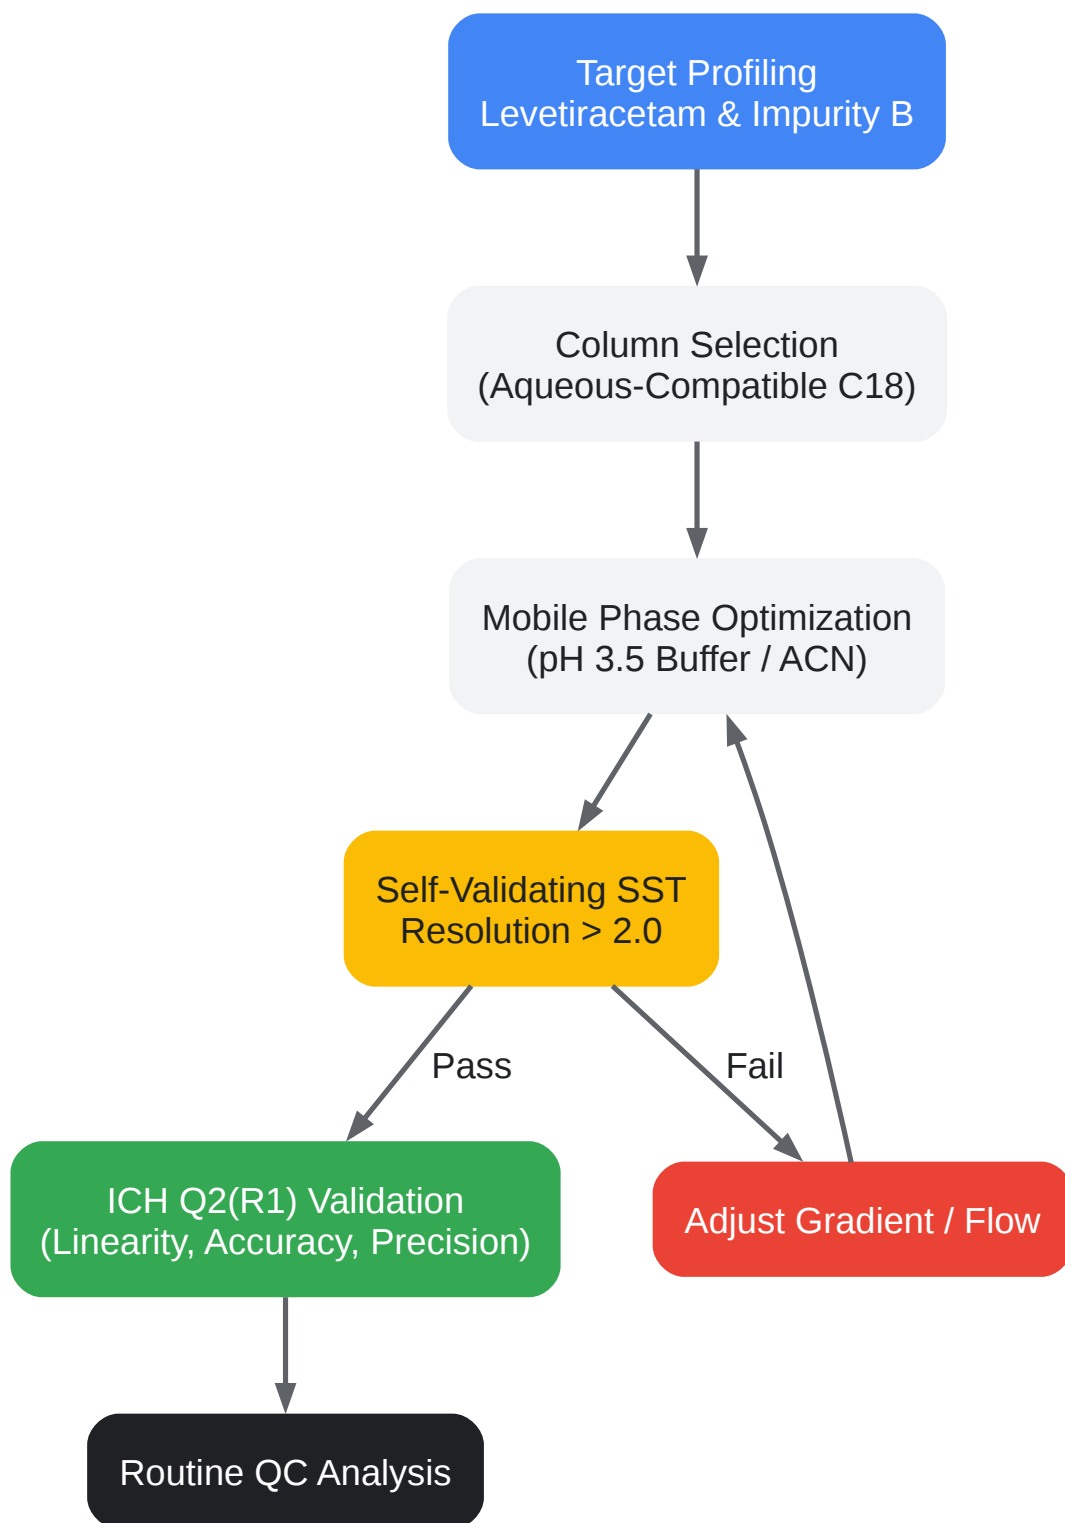 Target Profiling
Levetiracetam & Impurity B
Column Selection
(Aqueous-Compatible C18)
Mobile Phase Optimization
(pH 3.5 Buffer / ACN)
Self-Validating SST
Resolution > 2.0
Pass
Fail
ICH Q2(R1) Validation
(Linearity, Accuracy, Precision)
Adjust Gradient / Flow
Routine QC Analysis